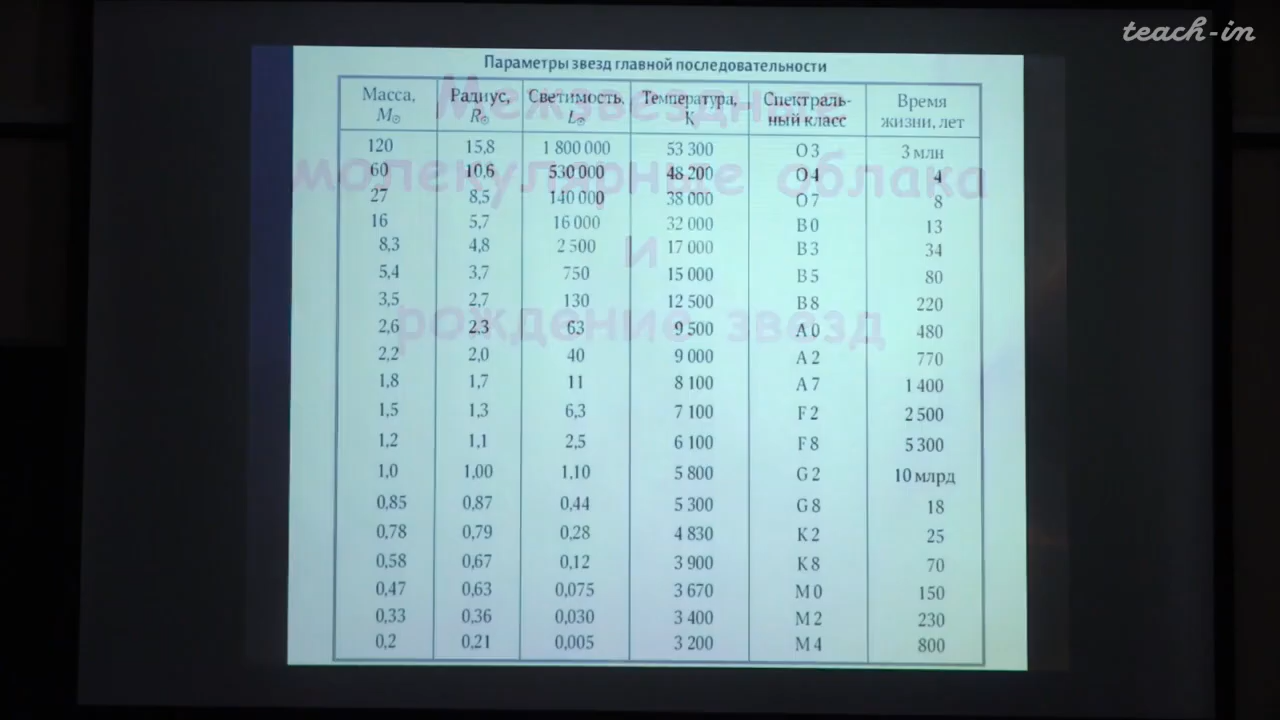 teach-in
Параметры звезд главной последовательности
Масса, M☉ Радиус, R☉ Светимость, L☉ Температура, К Спектраль-ный класс Время жизни, лет
120 15,8 1 800 000 53 300 O 3 3 млн
60 10,6 530 000 48 200 O 4 4
27 8,5 140 000 38 000 O 7 8
16 5,7 16 000 32 000 B 0 13
8,3 4,8 2 500 17 000 B 3 34
5,4 3,7 750 15 000 B 5 80
3,5 2,7 130 12 500 B 8 220
2,6 2,3 63 9 500 A 0 480
2,2 2,0 40 9 000 A 2 770
1,8 1,7 11 8 100 A 7 1 400
1,5 1,3 6,3 7 100 F 2 2 500
1,2 1,1 2,5 6 100 F 8 5 300
1,0 1,00 1,10 5 800 G 2 10 млрд
0,85 0,87 0,44 5 300 G 8 18
0,78 0,79 0,28 4 830 K 2 25
0,58 0,67 0,12 3 900 K 8 70
0,47 0,63 0,075 3 670 M 0 150
0,33 0,36 0,030 3 400 M 2 230
0,2 0,21 0,005 3 200 M 4 800
Межзвездные
молекулярные облака
и
рождение звезд